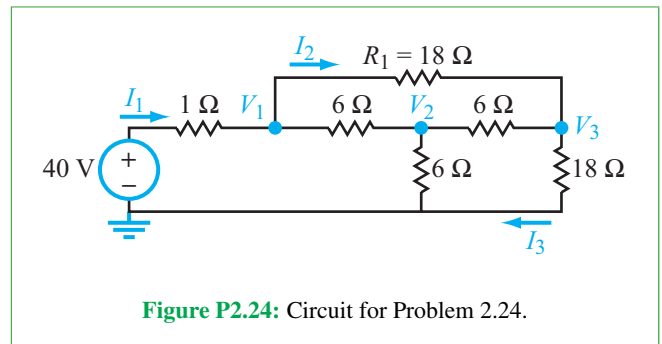 I2 R1 = 18 Ω
I1 1 Ω V1 6 Ω V2 6 Ω V3
40 V + − 6 Ω 18 Ω
I3
Figure P2.24: Circuit for Problem 2.24.